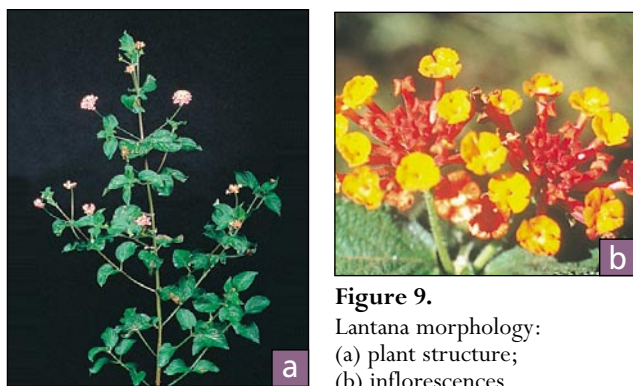 a
b
Figure 9.
Lantana morphology:
(a) plant structure;
(b) inflorescences